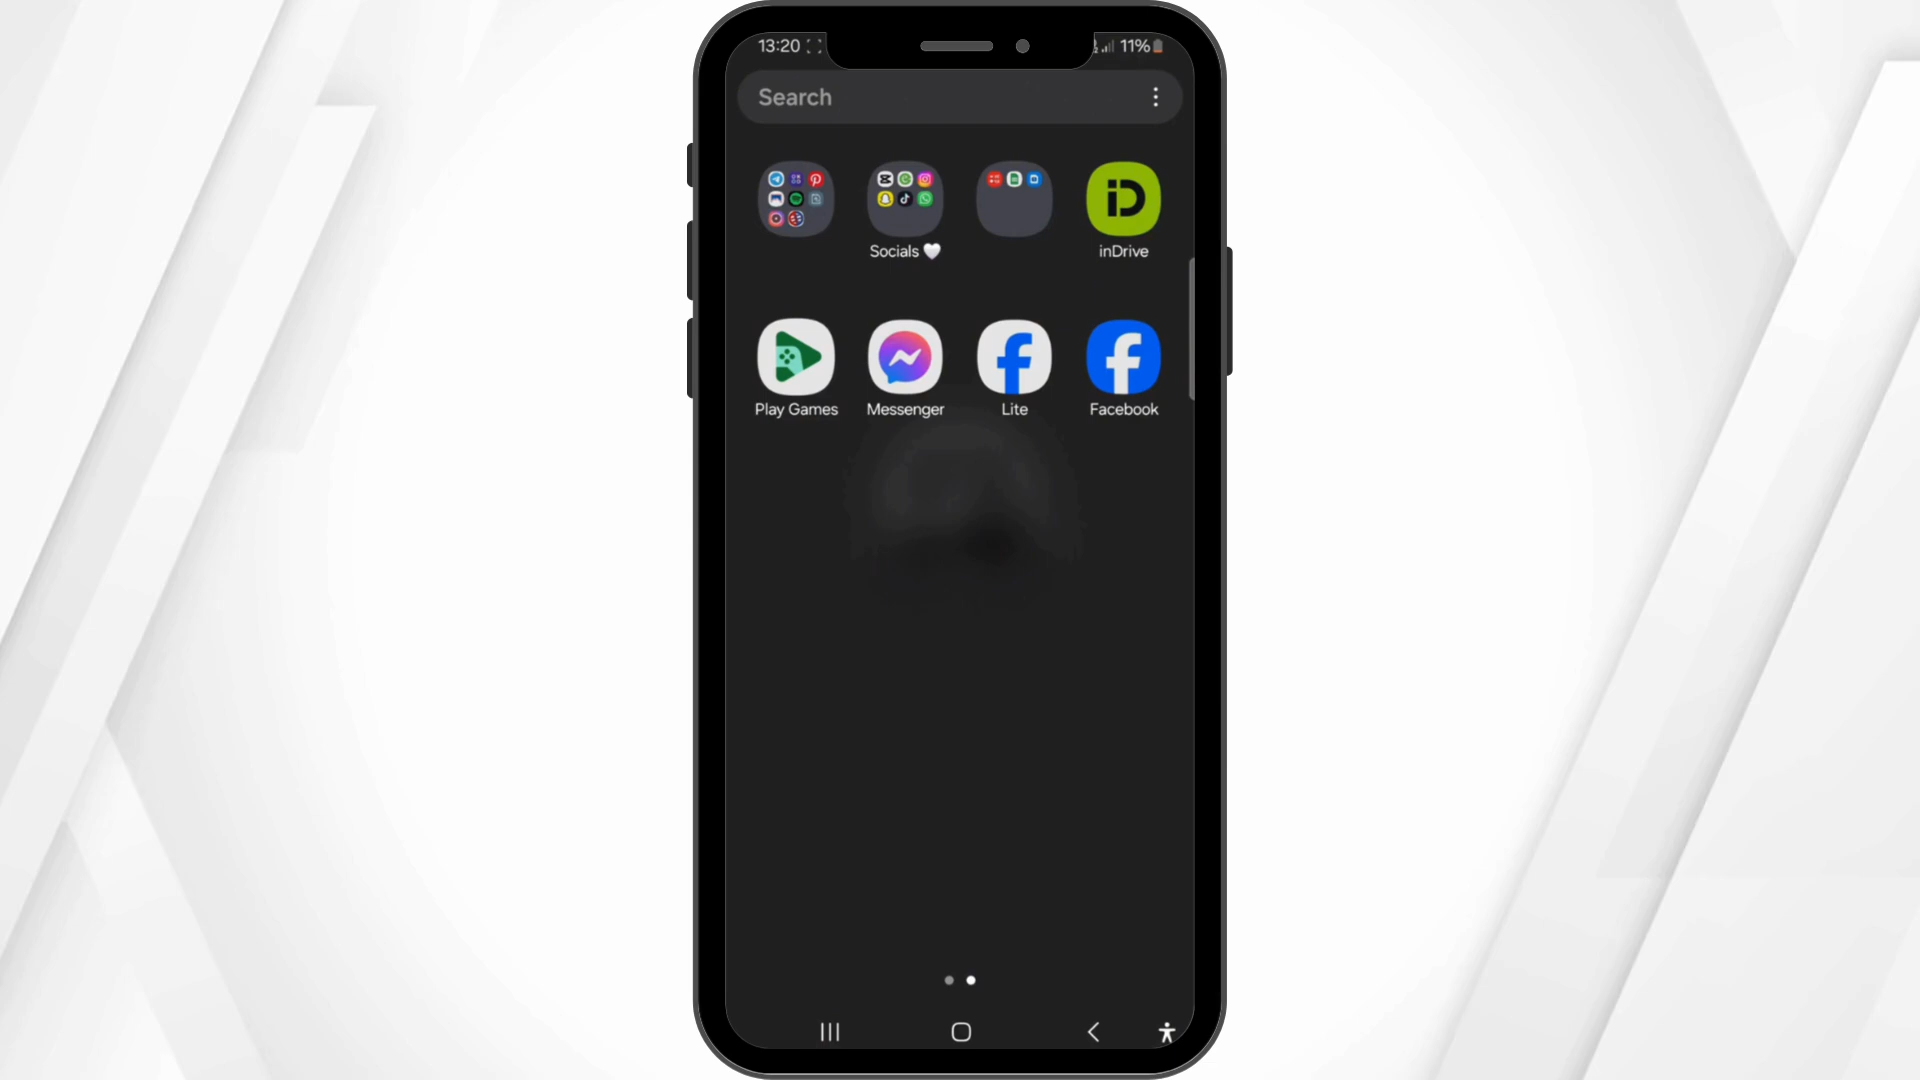 13:20 11%
Search
Socials 🤍 inDrive
Play Games Messenger Lite Facebook